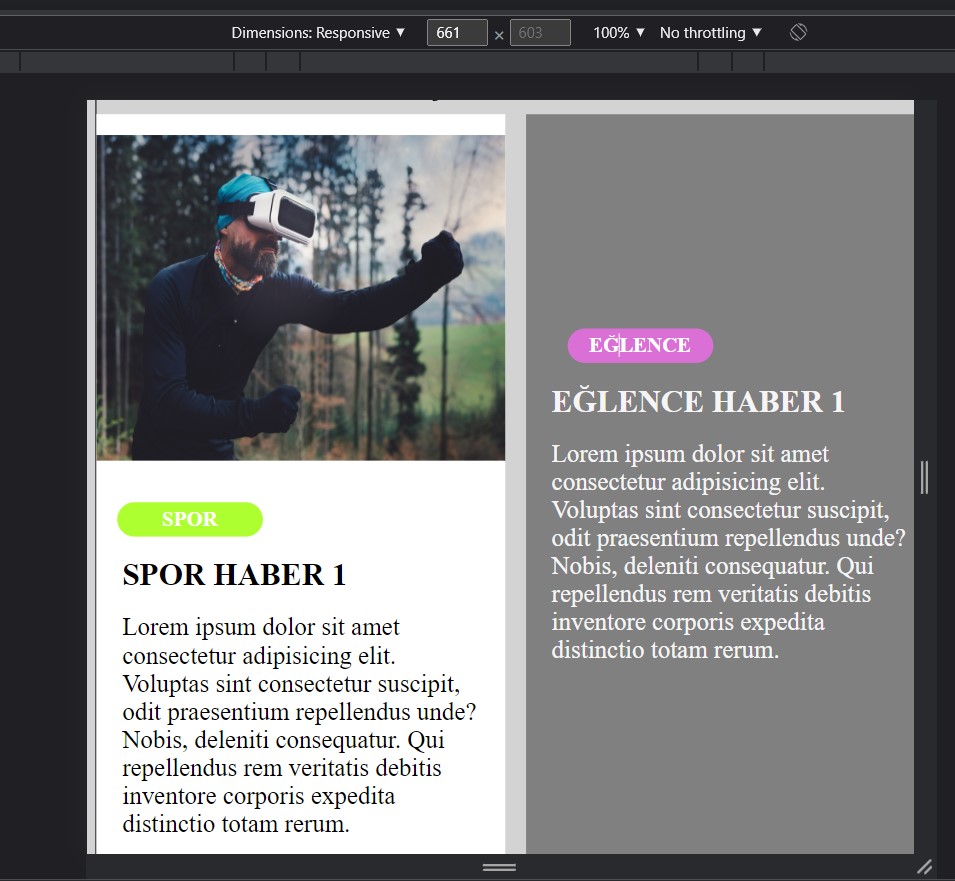 Dimensions: Responsive ▼ 661 × 603 100% ▼ No throttling ▼
SPOR
SPOR HABER 1
Lorem ipsum dolor sit amet
consectetur adipisicing elit.
Voluptas sint consectetur suscipit,
odit praesentium repellendus unde?
Nobis, deleniti consequatur. Qui
repellendus rem veritatis debitis
inventore corporis expedita
distinctio totam rerum.
EĞLENCE
EĞLENCE HABER 1
Lorem ipsum dolor sit amet
consectetur adipisicing elit.
Voluptas sint consectetur suscipit,
odit praesentium repellendus unde?
Nobis, deleniti consequatur. Qui
repellendus rem veritatis debitis
inventore corporis expedita
distinctio totam rerum.